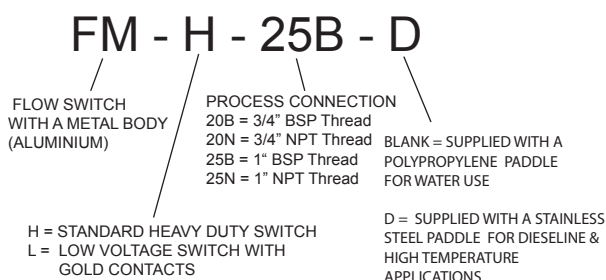 FM - H - 25B - D
FLOW SWITCH
WITH A METAL BODY
(ALUMINIUM)
PROCESS CONNECTION
20B = 3/4" BSP Thread
20N = 3/4” NPT Thread
25B = 1“ BSP Thread
25N = 1” NPT Thread
BLANK = SUPPLIED WITH A
POLYPROPYLENE PADDLE
FOR WATER USE
H = STANDARD HEAVY DUTY SWITCH
L = LOW VOLTAGE SWITCH WITH
GOLD CONTACTS
D = SUPPLIED WITH A STAINLESS
STEEL PADDLE FOR DIESELINE &
HIGH TEMPERATURE
APPLICATIONS